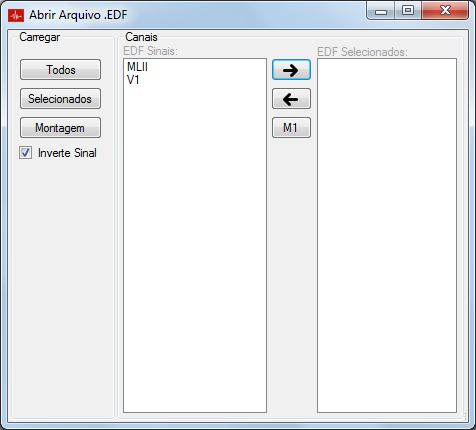 Abrir Arquivo .EDF
Carregar
Todos
Selecionados
Montagem
Inverte Sinal
Canais
EDF Sinais:
MLII
V1
M1
EDF Selecionados: